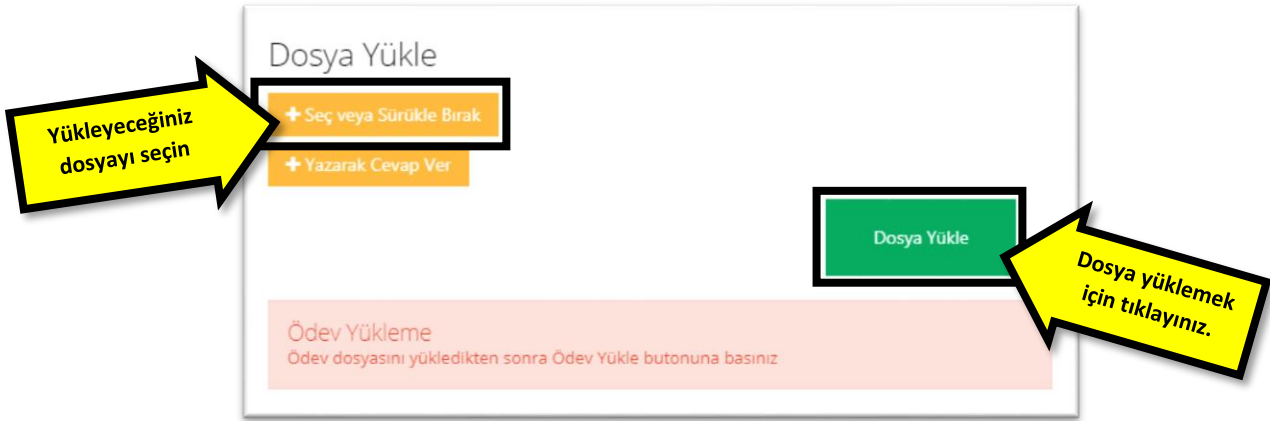 Dosya Yükle
Yükleyeceğiniz
dosyayı seçin
+ Seç veya Sürükle Bırak
+ Yazarak Cevap Ver
Dosya Yükle
Dosya yüklemek
için tıklayınız.
Ödev Yükleme
Ödev dosyasını yükledikten sonra Ödev Yükle butonuna basınız